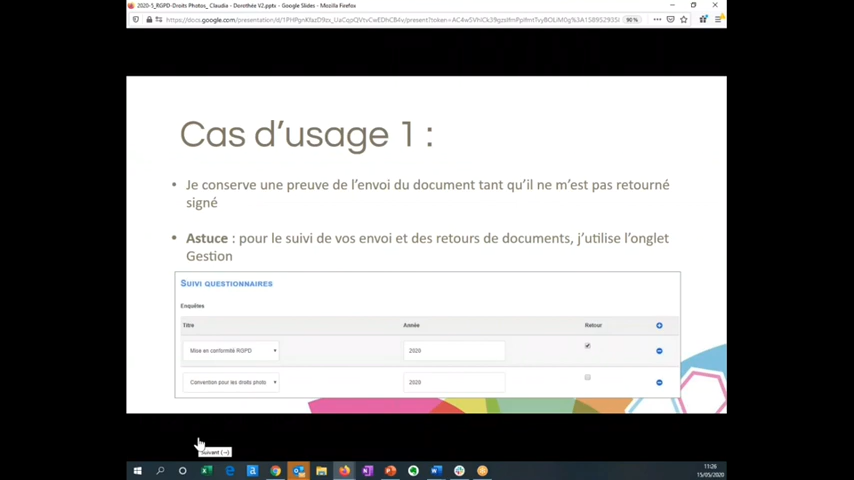 2020-5_RGPD-Droits Photos_ Claudia - Dorothée V2.pptx - Google Slides - Mozilla Firefox
90 %
Cas d'usage 1 :
• Je conserve une preuve de l'envoi du document tant qu'il ne m'est pas retourné
signé
• Astuce : pour le suivi de vos envoi et des retours de documents, j'utilise l'onglet
Gestion
Suivi questionnaires
Enquêtes
Titre Année Retour
Mise en conformité RGPD 2020
Convention pour les droits photo 2020
Suivant (→)
11:26
15/05/2020